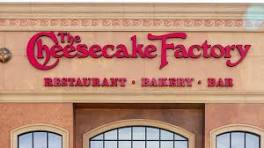 The
Cheesecake Factory
RESTAURANT · BAKERY · BAR